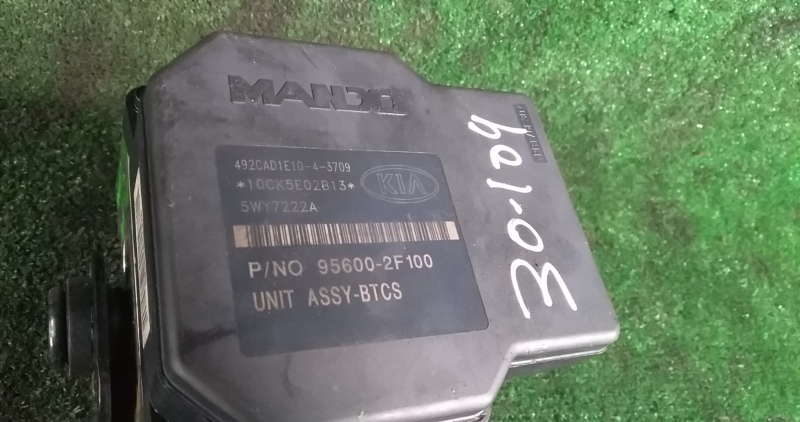 MANDO
492CAD1E10-4-3709
*10CK5E02B13*
KIA
5WY7222A
P/NO 95600-2F100
UNIT ASSY-BTCS
30-109